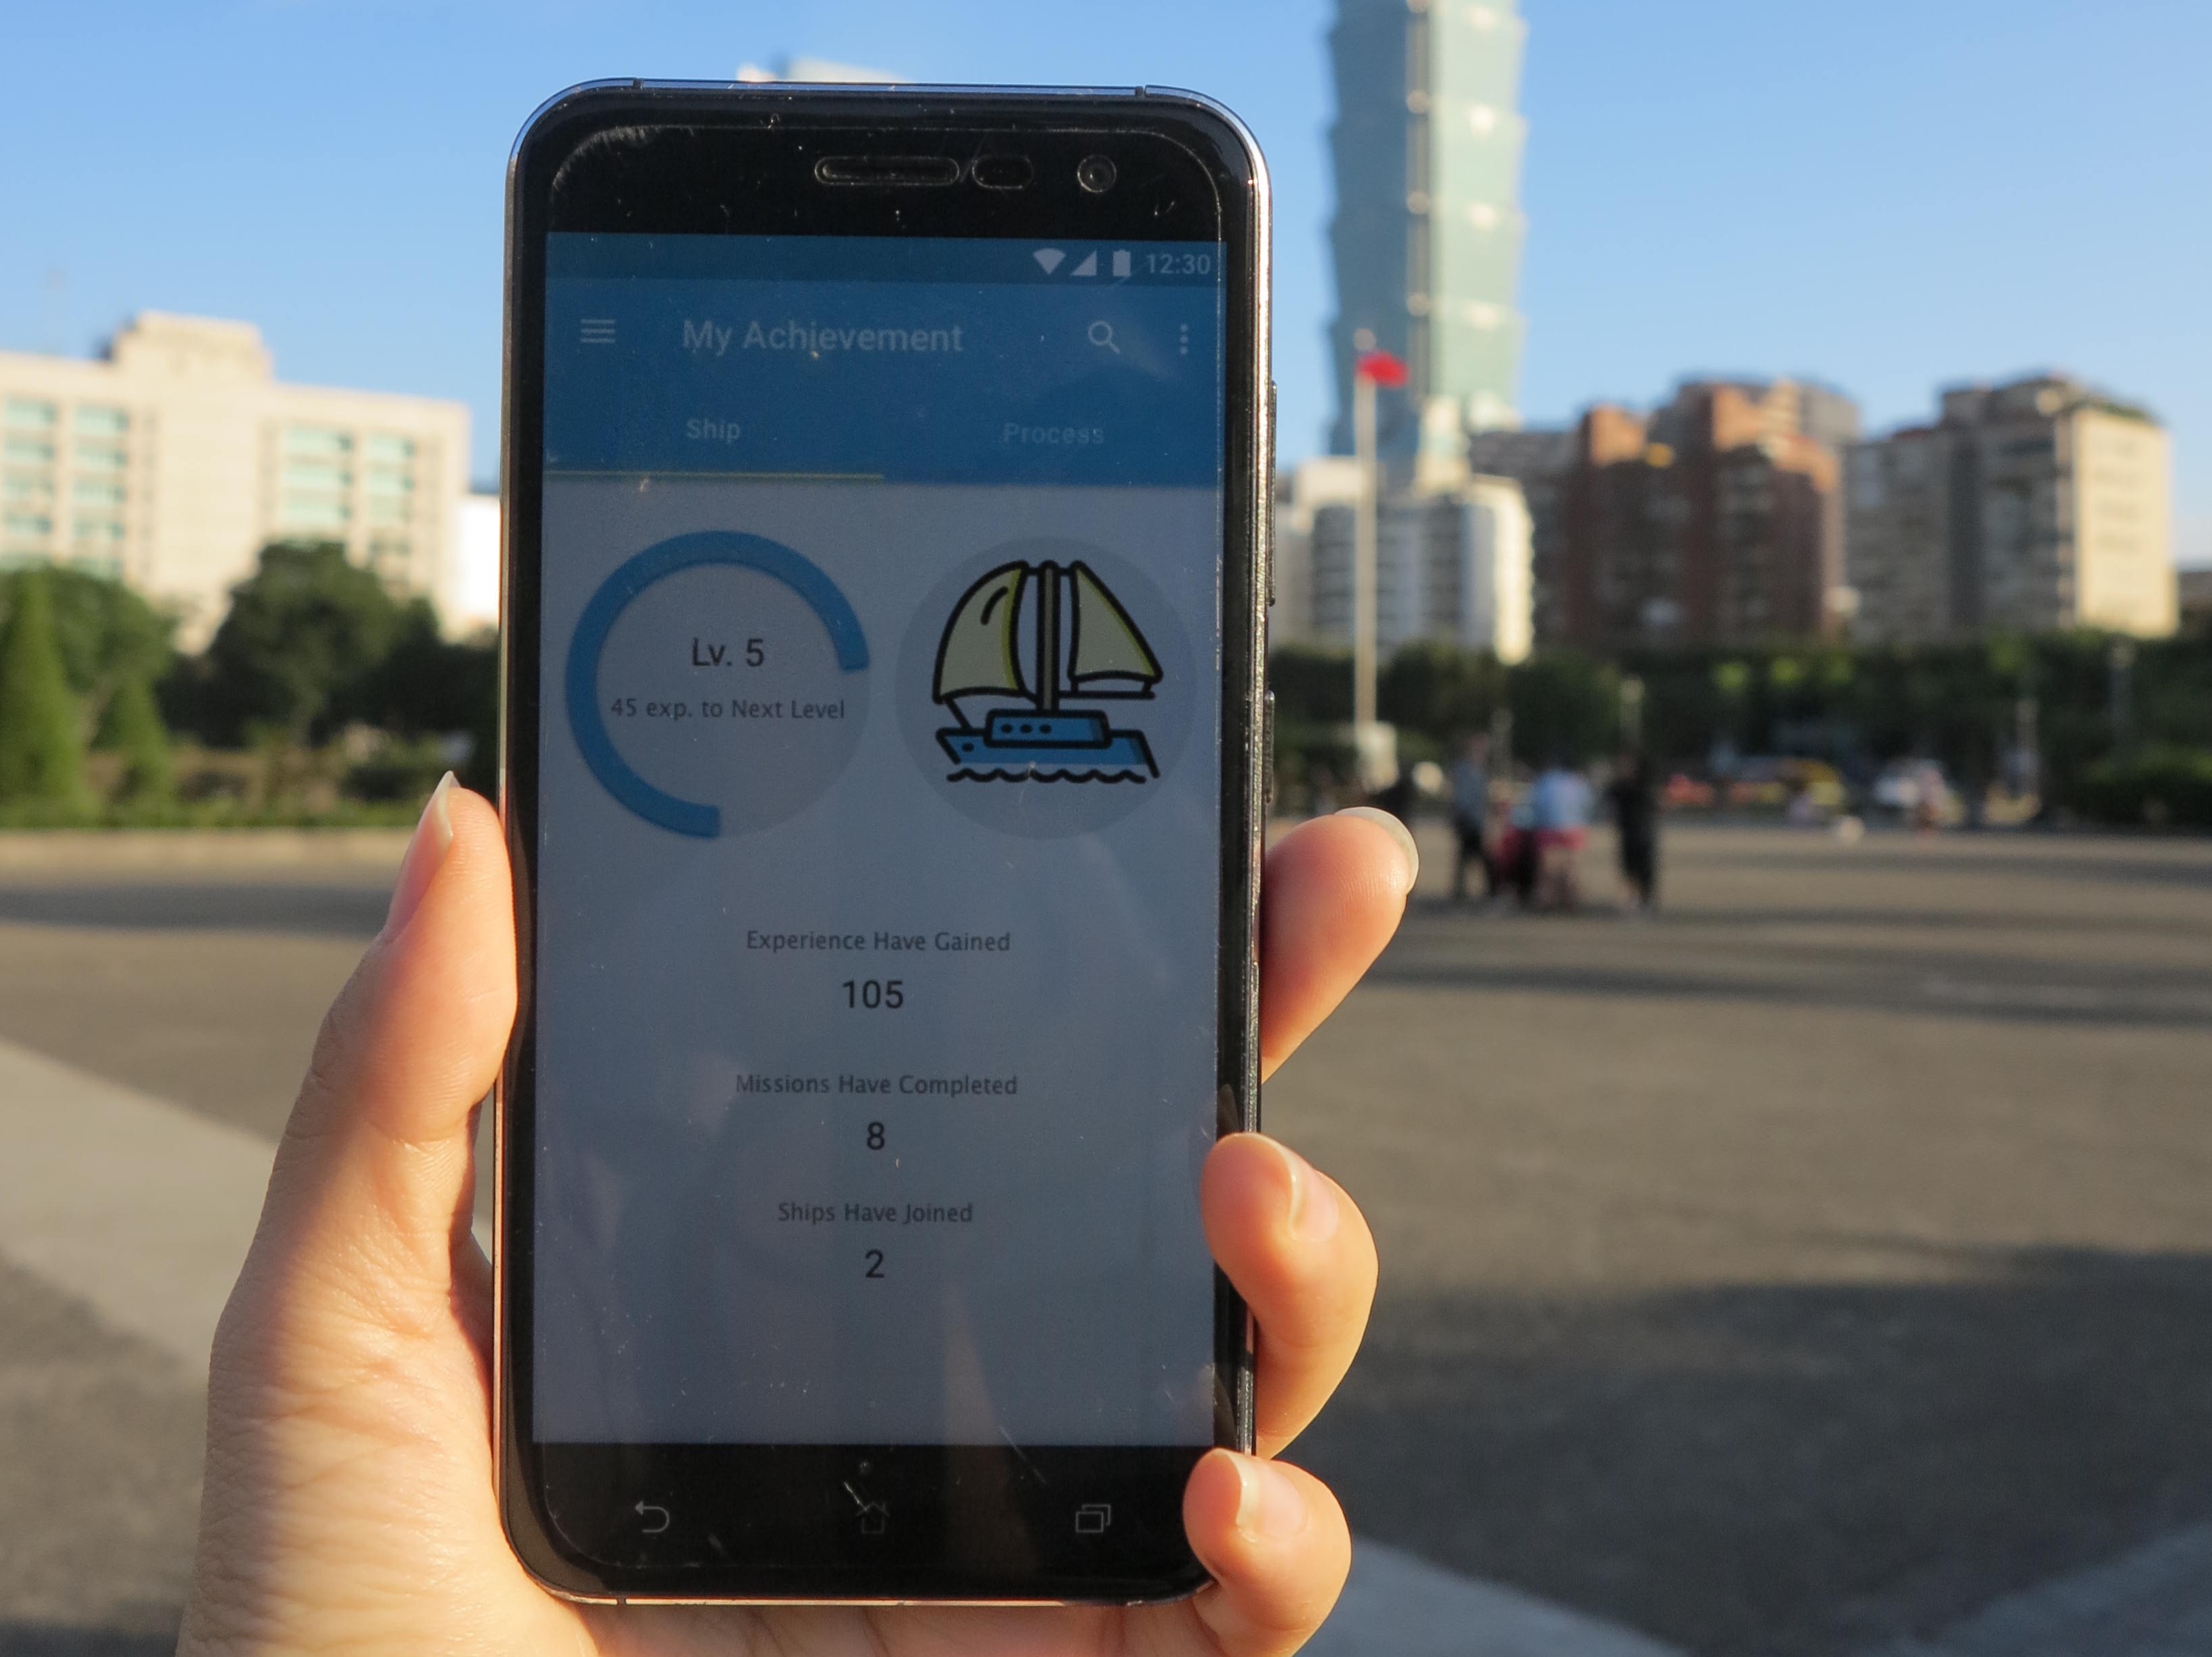 12:30
My Achievement
Ship Process
Lv. 5
45 exp. to Next Level
Experience Have Gained
105
Missions Have Completed
8
Ships Have Joined
2